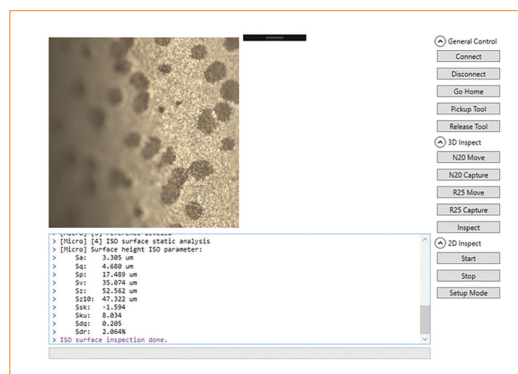 General Control
Connect
Disconnect
Go Home
Pickup Tool
Release Tool
3D Inspect
N20 Move
N20 Capture
R25 Move
R25 Capture
Inspect
2D Inspect
Start
Stop
Setup Mode
> [Micro] [4] ISO surface static analysis
> [Micro] Surface height ISO parameter:
> Sa: 3.305 um
> Sq: 4.680 um
> Sp: 17.489 um
> Sv: 35.074 um
> Sz: 52.562 um
> Sz10: 47.322 um
> Ssk: -1.594
> Sku: 8.034
> Sdq: 0.205
> Sdr: 2.064%
> ISO surface inspection done.